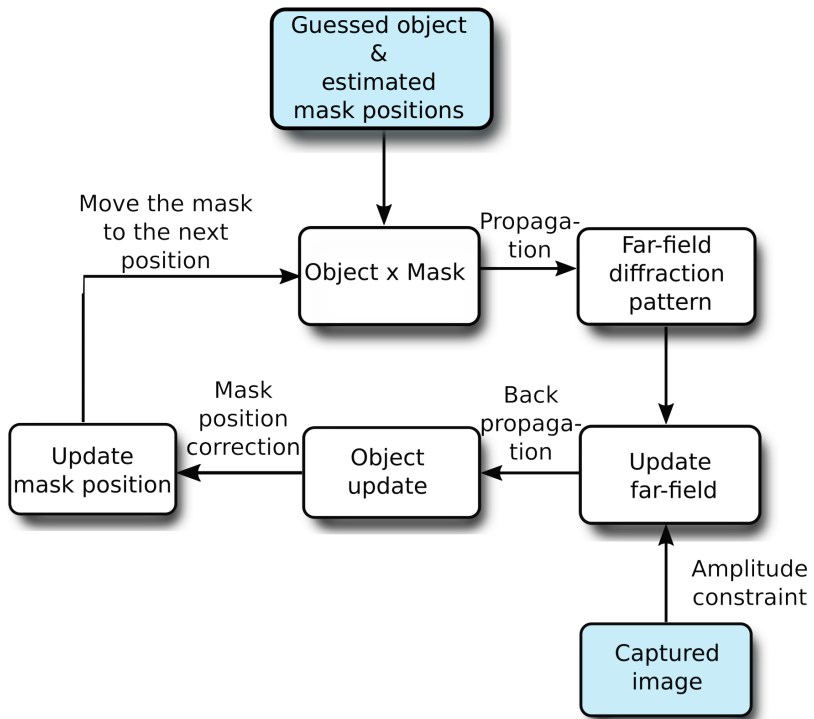 Guessed object
&
estimated
mask positions
Move the mask
to the next
position
Object x Mask
Propaga-
tion
Far-field
diffraction
pattern
Update
mask position
Mask
position
correction
Object
update
Back
propaga-
tion
Update
far-field
Amplitude
constraint
Captured
image